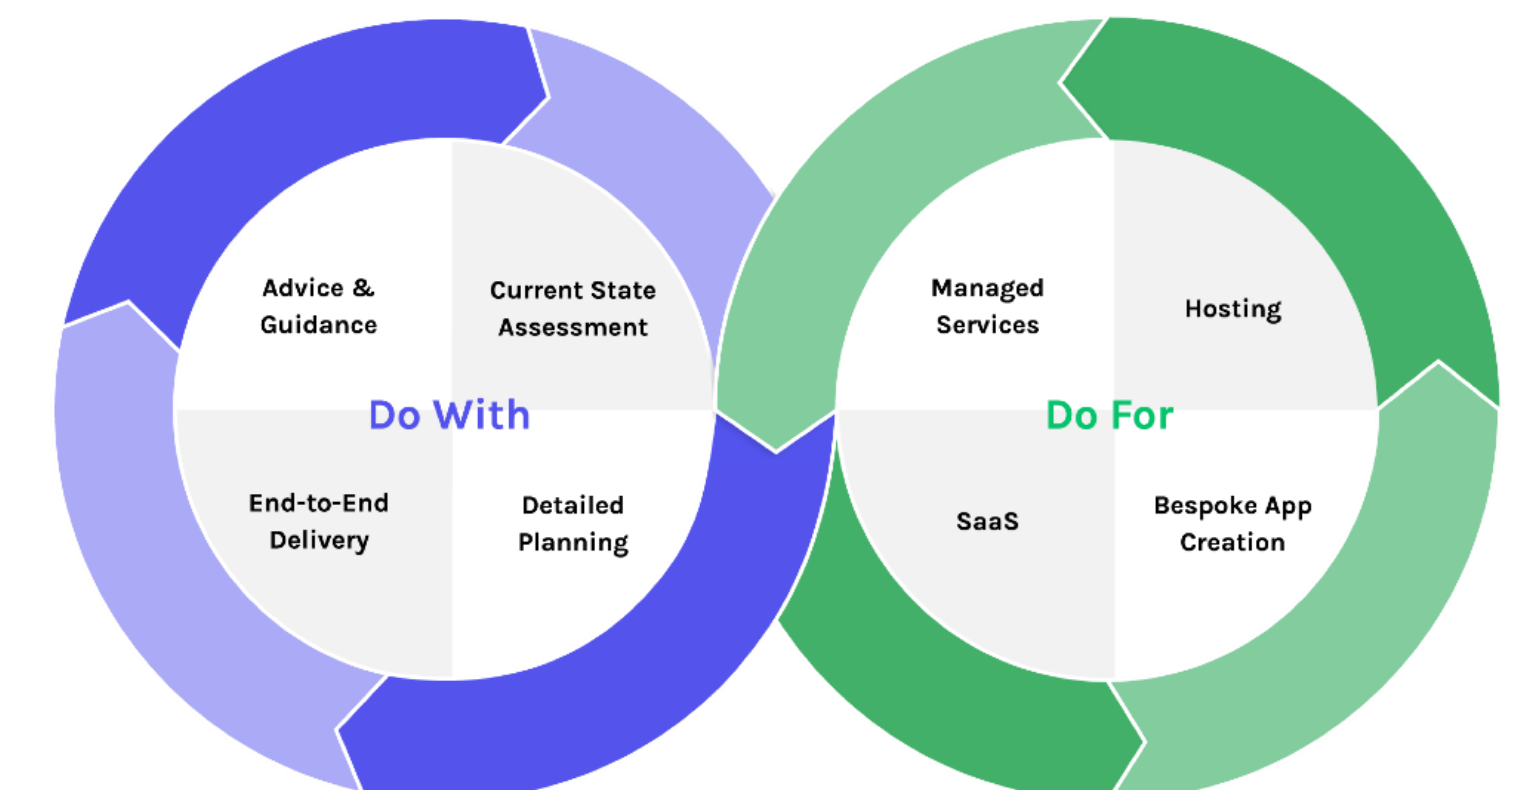 Advice &
Guidance
Current State
Assessment
Do With
End-to-End
Delivery
Detailed
Planning
Managed
Services
Hosting
Do For
SaaS
Bespoke App
Creation